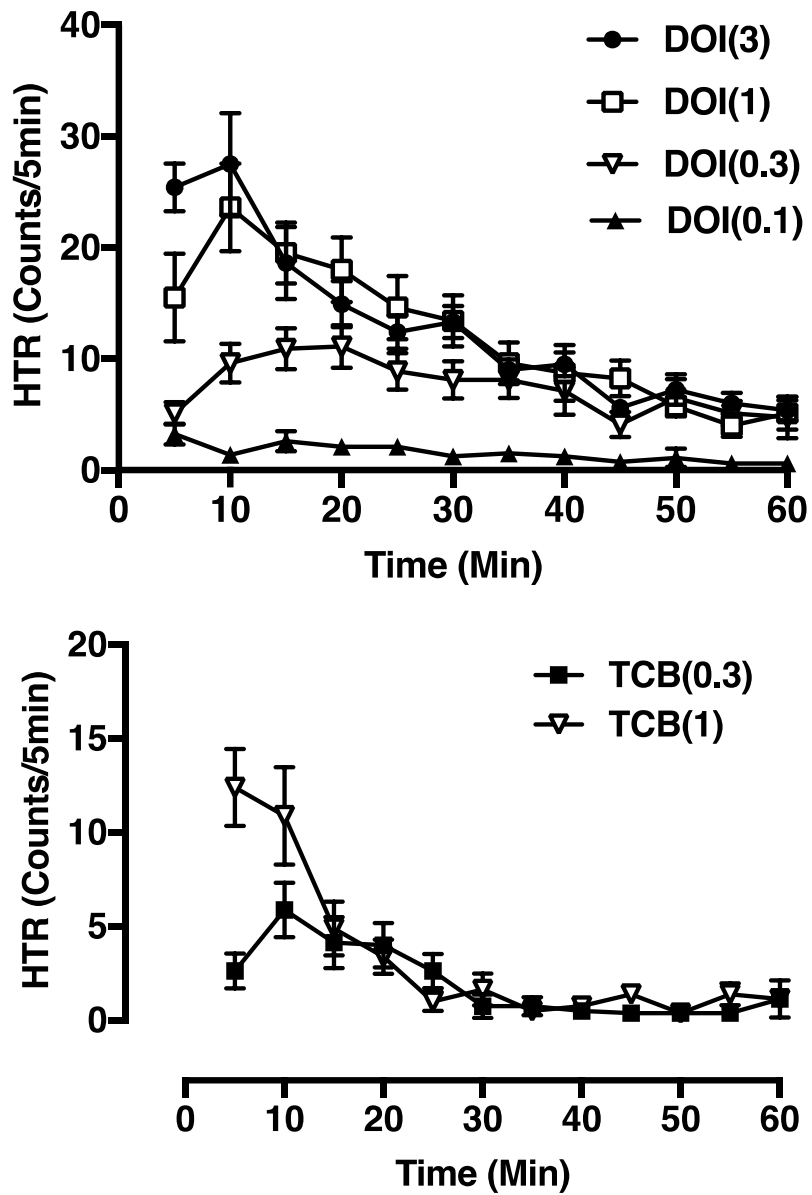 40
30
20
10
0
HTR (Counts/5min)
DOI(3)
DOI(1)
DOI(0.3)
DOI(0.1)
0 10 20 30 40 50 60
Time (Min)
20
15
10
5
0
HTR (Counts/5min)
TCB(0.3)
TCB(1)
0 10 20 30 40 50 60
Time (Min)